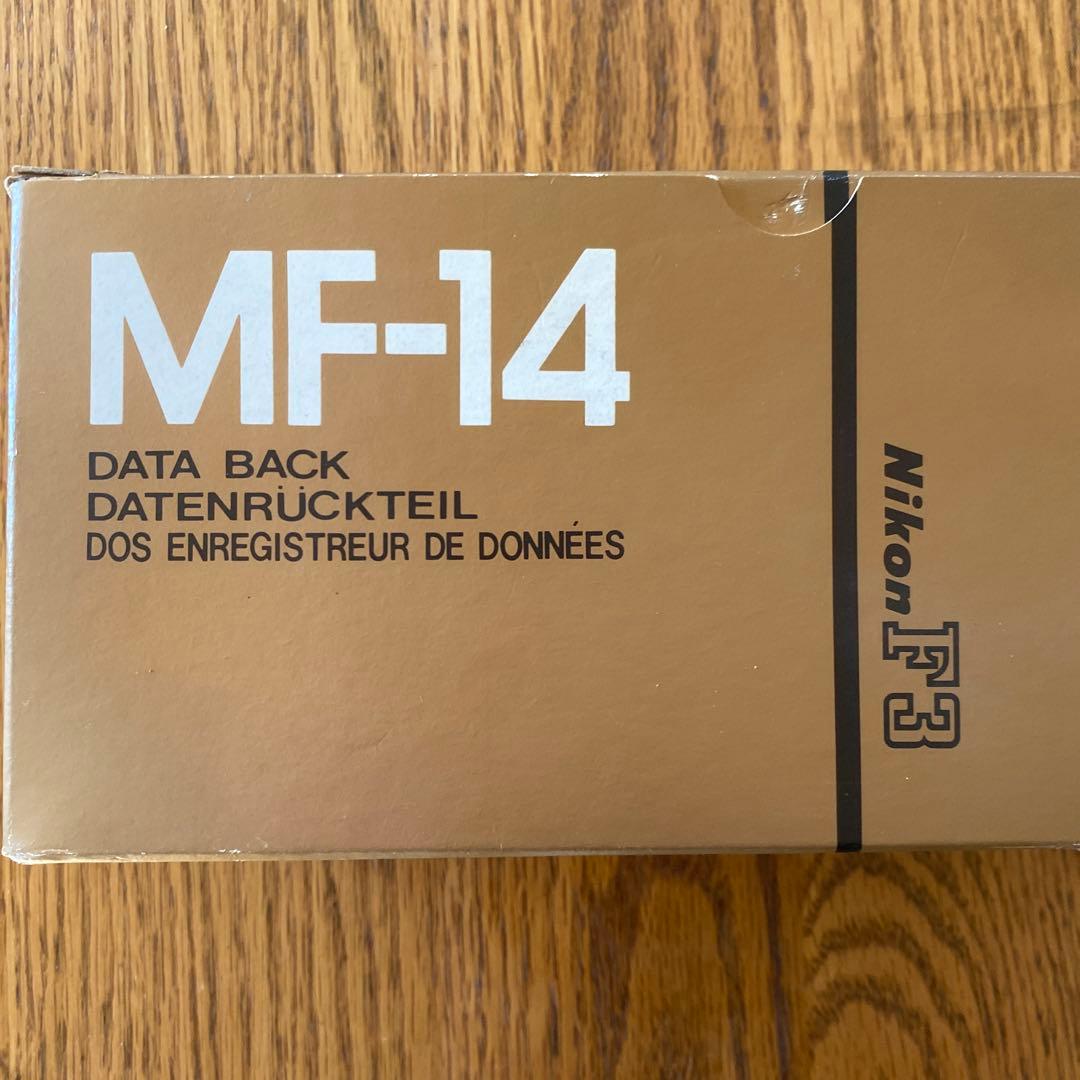 MF-14
DATA BACK
DATENRÜCKTEIL
DOS ENREGISTREUR DE DONNÉES
Nikon F3